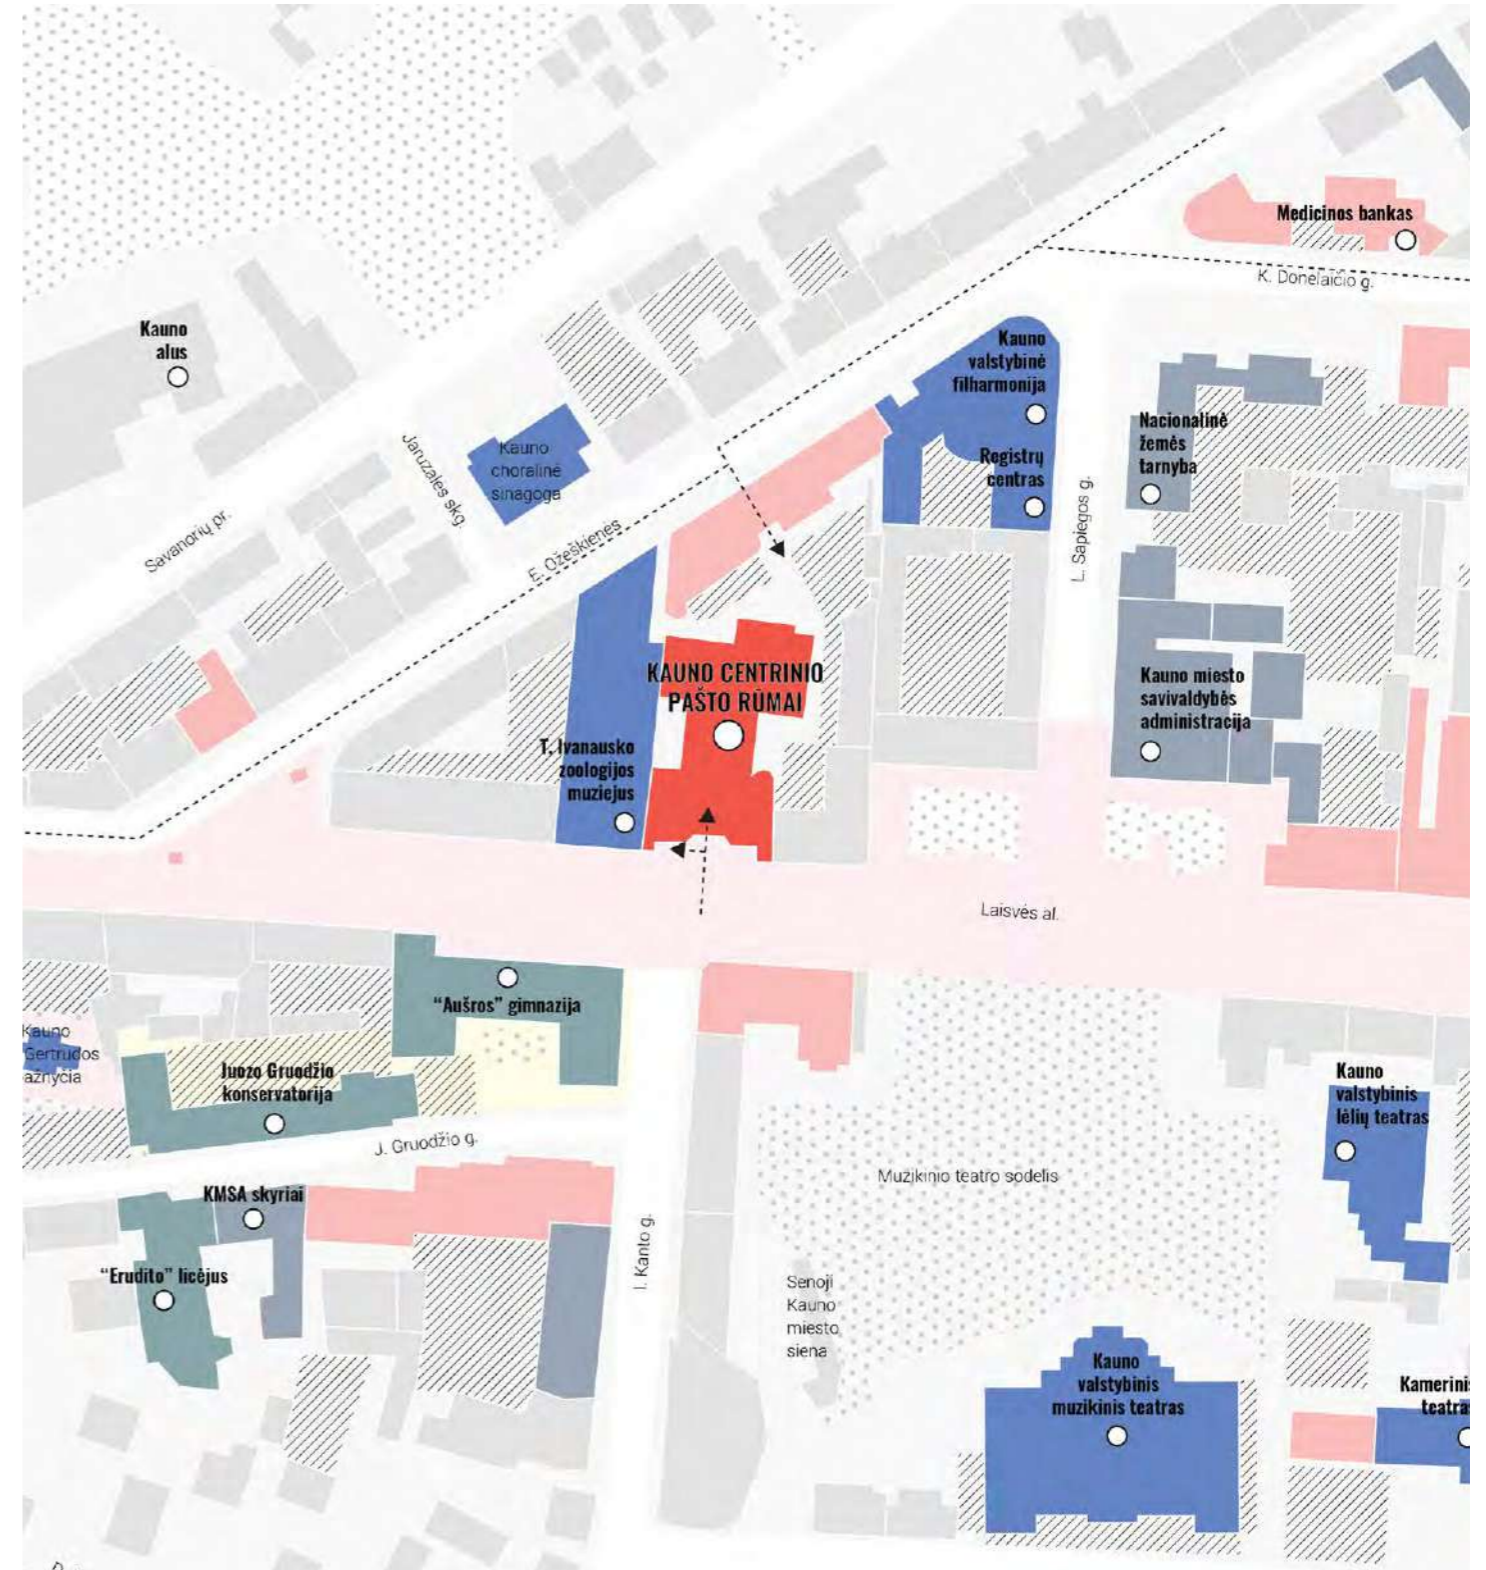 Medicinos bankas
K. Donelaičio g.
Kauno
alus
Kauno
valstybinė
filharmonija
Registrų
centras
Nacionalinė
žemės
tarnyba
Kauno
choralinė
sinagoga
Jaruzalės skg.
Savanorių pr.
E. Ožeškienės
L. Sapiegos g.
KAUNO CENTRINIO
PAŠTO RŪMAI
Kauno miesto
savivaldybės
administracija
T. Ivanausko
zoologijos
muziejus
Laisvės al.
"Aušros" gimnazija
Kauno
Gertrudos
ažnyčia
Juozo Gruodžio
konservatorija
J. Gruodžio g.
Kauno
valstybinis
lėlių teatras
Muzikinio teatro sodelis
KMSA skyriai
"Erudito" licėjus
I. Kanto g.
Senoji
Kauno
miesto
siena
Kauno
valstybinis
muzikinis teatras
Kamerinis
teatra